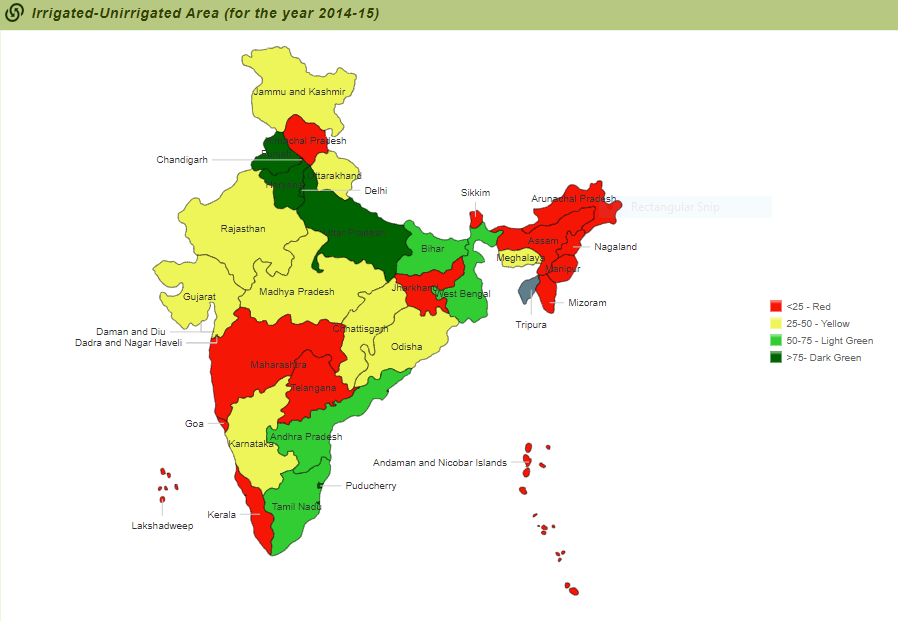 Irrigated-Unirrigated Area (for the year 2014-15)
Jammu and Kashmir
Himachal Pradesh
Chandigarh
Uttarakhand
Haryana
Delhi
Sikkim
Arunachal Pradesh
Rectangular Snip
Rajasthan
Uttar Pradesh
Bihar
Assam
Nagaland
Meghalaya
Manipur
Gujarat
Madhya Pradesh
Jharkhand
West Bengal
Mizoram
<25 - Red
Tripura
25-50 - Yellow
Daman and Diu
Chhattisgarh
Dadra and Nagar Haveli
Odisha
50-75 - Light Green
>75- Dark Green
Maharashtra
Telangana
Goa
Karnataka
Andhra Pradesh
Andaman and Nicobar Islands
Puducherry
Tamil Nadu
Kerala
Lakshadweep